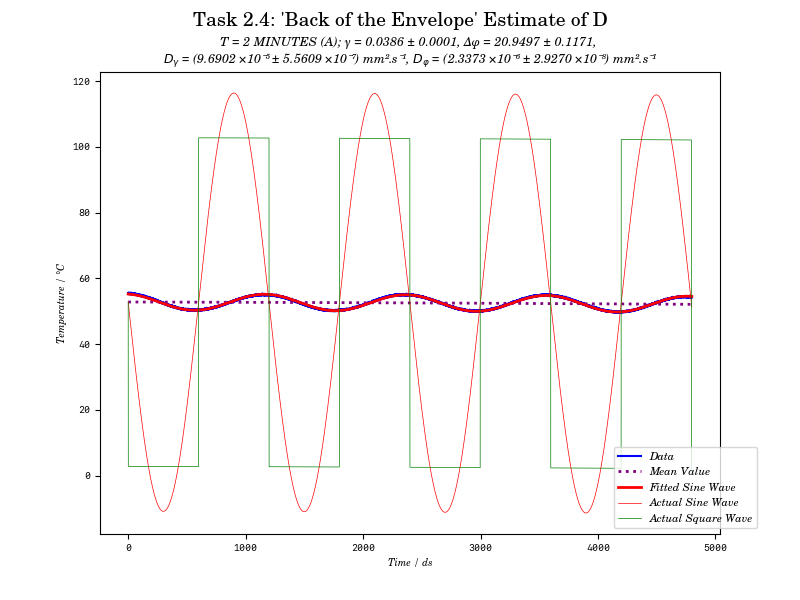 Task 2.4: 'Back of the Envelope' Estimate of D
T = 2 MINUTES (A); γ = 0.0386 ± 0.0001, Δφ = 20.9497 ± 0.1171,
Dᵧ = (9.6902 ×10⁻⁵ ± 5.5609 ×10⁻⁷) mm².s⁻¹, Dᵩ = (2.3373 ×10⁻⁶ ± 2.9270 ×10⁻⁸) mm².s⁻¹
120
100
80
60
40
20
0
Temperature / °C
0
1000
2000
3000
4000
5000
Time / ds
Data
Mean Value
Fitted Sine Wave
Actual Sine Wave
Actual Square Wave